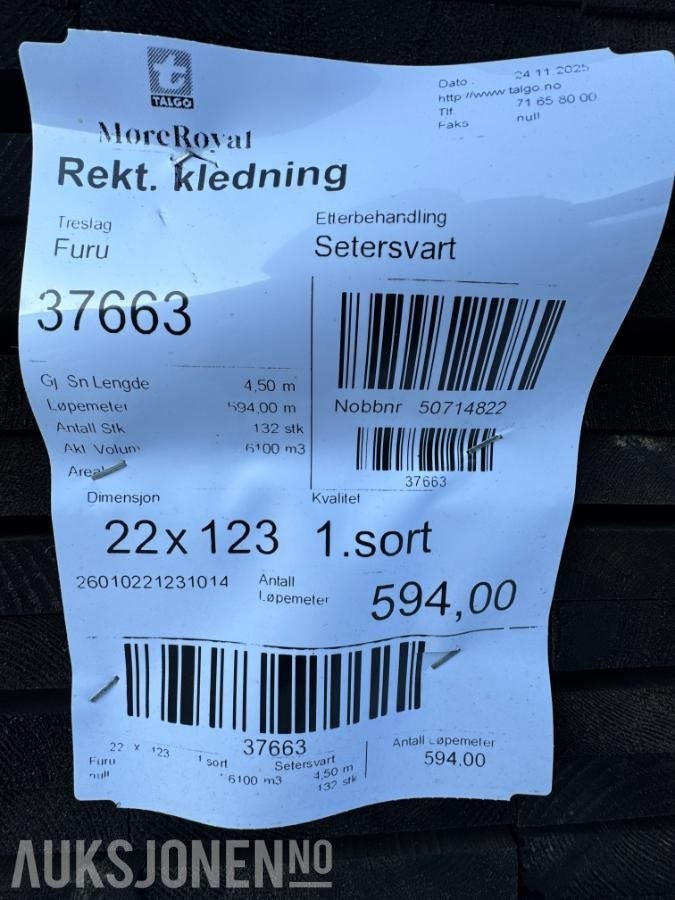 TALGO
MoreRoyal
Rekt. kledning
Dato: 24.11.2025
http://www.talgo.no
Tlf. 71 65 80 00
Faks null
Treslag
Furu
Etterbehandling
Setersvart
37663
Gj Sn Lengde 4,50 m
Løpemeter 594,00 m
Antall Stk 132 stk
Akt Volum 6100 m3
Areal
Nobbnr 50714822
37663
Dimensjon
22x123
Kvalitet
1.sort
26010221231014
Antall
Løpemeter
594,00
37663
22 x 123 1 sort Setersvart
Furu 6100 m3 4,50 m
null 132 stk
Antall Løpemeter
594,00
AUKSJONEN NO